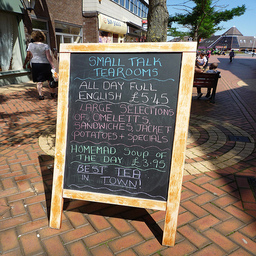 SMALL TALK
TEAROOMS
ALL DAY FULL
ENGLISH £5.45
LARGE SELECTIONS
OF OMELETTS,
SANDWICHES JACKET
POTATOES + SPECIALS
HOMEMAD Soup OF
THE DAY £3.95
BEST TEA
IN TOWN!